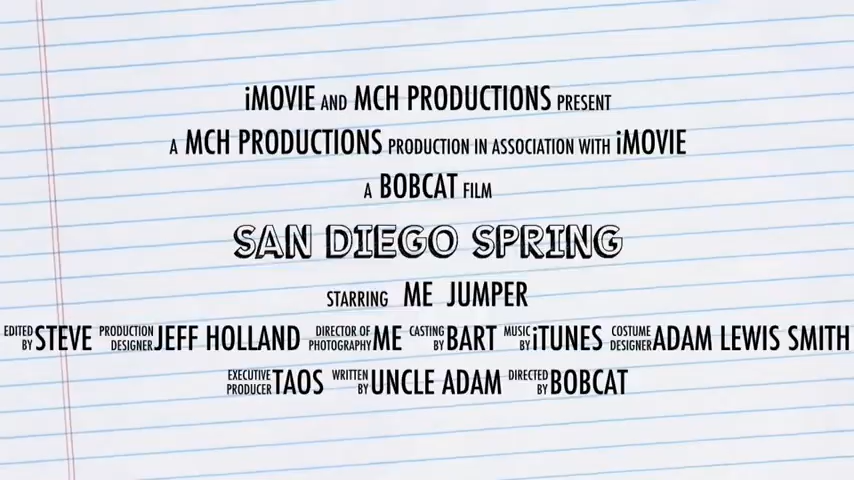 iMOVIE AND MCH PRODUCTIONS PRESENT
A MCH PRODUCTIONS PRODUCTION IN ASSOCIATION WITH iMOVIE
A BOBCAT FILM
SAN DIEGO SPRING
STARRING ME JUMPER
EDITED BY STEVE PRODUCTION DESIGNER JEFF HOLLAND DIRECTOR OF PHOTOGRAPHY ME CASTING BY BART MUSIC BY iTUNES COSTUME DESIGNER ADAM LEWIS SMITH
EXECUTIVE PRODUCER TAOS WRITTEN BY UNCLE ADAM DIRECTED BY BOBCAT